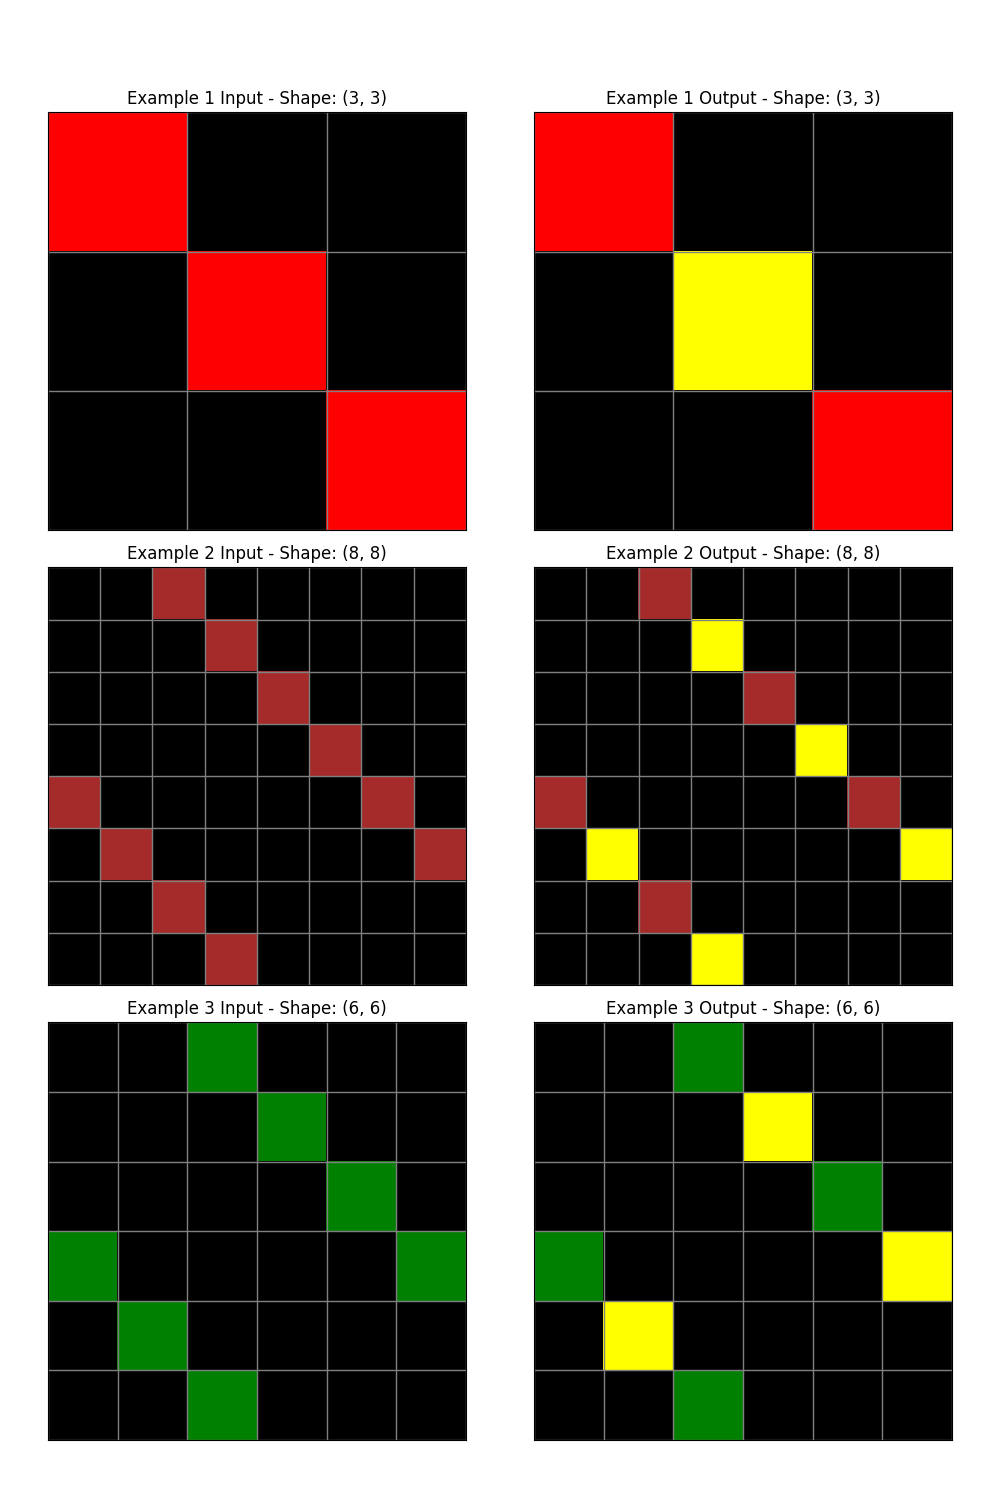 Example 1 Input - Shape: (3, 3)
Example 1 Output - Shape: (3, 3)
Example 2 Input - Shape: (8, 8)
Example 2 Output - Shape: (8, 8)
Example 3 Input - Shape: (6, 6)
Example 3 Output - Shape: (6, 6)